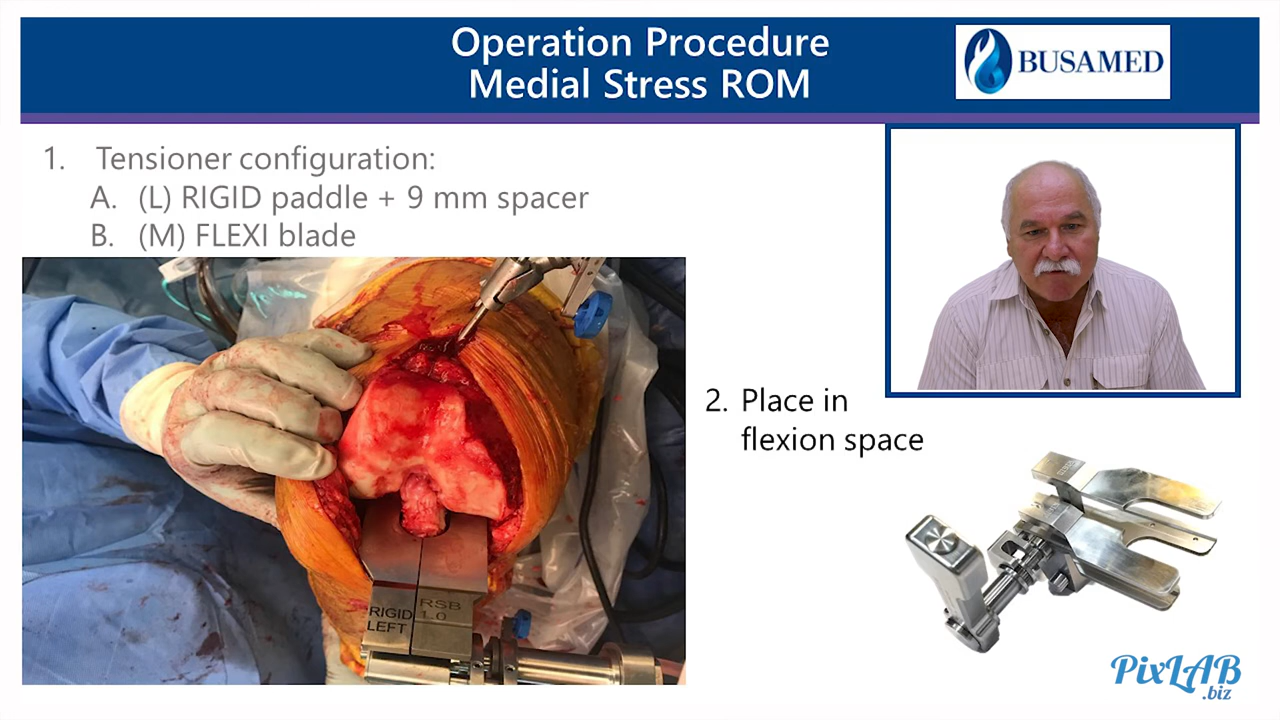 Operation Procedure
Medial Stress ROM
BUSAMED
1. Tensioner configuration:
A. (L) RIGID paddle + 9 mm spacer
B. (M) FLEXI blade
RIGID
LEFT
RSB
1.0
2. Place in
flexion space
PixLAB
.biz